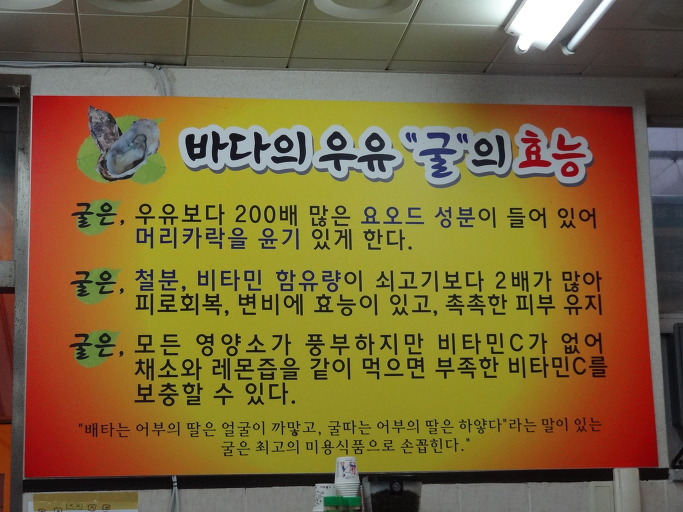 바다의 우유 "굴"의 효능
굴은, 우유보다 200배 많은 요오드 성분이 들어 있어
머리카락을 윤기 있게 한다.
굴은, 철분, 비타민 함유량이 쇠고기보다 2배가 많아
피로회복, 변비에 효능이 있고, 촉촉한 피부 유지
굴은, 모든 영양소가 풍부하지만 비타민C가 없어
채소와 레몬즙을 같이 먹으면 부족한 비타민C를
보충할 수 있다.
"배타는 어부의 딸은 얼굴이 까맣고, 굴따는 어부의 딸은 하얗다"라는 말이 있는
굴은 최고의 미용식품으로 손꼽힌다."